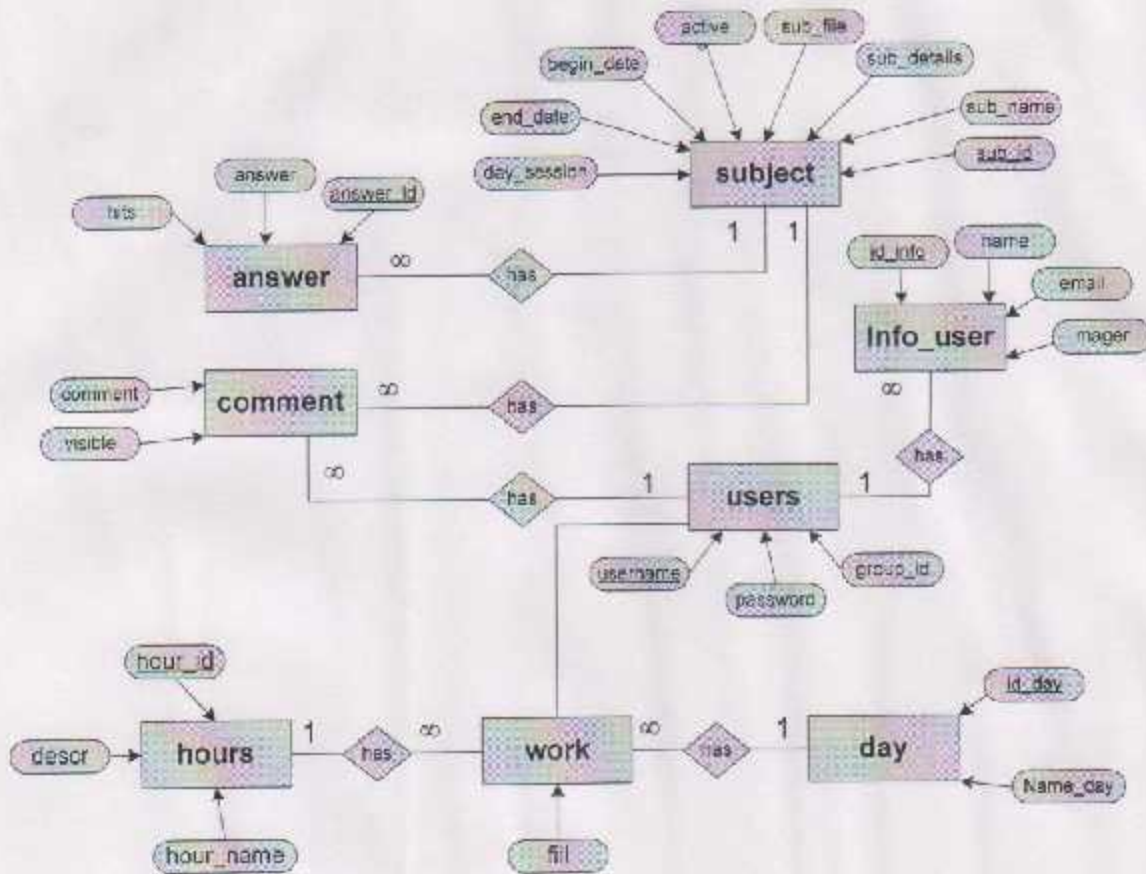 active
sub_file
begin_date
sub_details
end_date
sub_name
subject
sub_id
day_session
answer
answer_id
hits
1
1
answer
∞
has
id_info
name
email
Info_user
mager
comment
comment
∞
has
∞
visible
has
∞
has
1
users
1
username
group_id
password
hour_id
id_day
descor
hours
1
has
∞
work
∞
has
1
day
Name_day
hour_name
fill